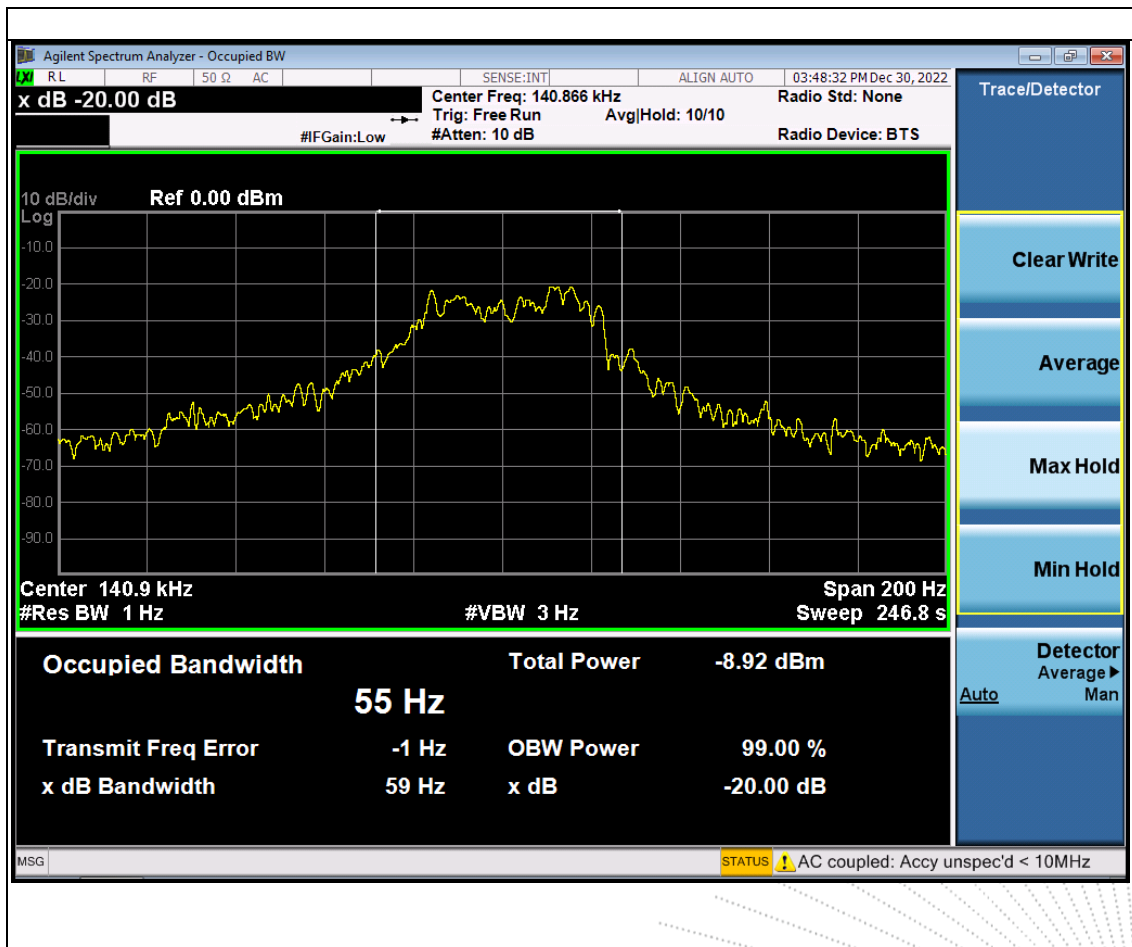 Agilent Spectrum Analyzer - Occupied BW
LXI RL RF 50 Ω AC SENSE:INT ALIGN AUTO 03:48:32 PM Dec 30, 2022
x dB -20.00 dB Center Freq: 140.866 kHz Radio Std: None
Trig: Free Run Avg|Hold: 10/10
#IFGain:Low #Atten: 10 dB Radio Device: BTS
Trace/Detector
10 dB/div Ref 0.00 dBm
Log
-10.0
-20.0
-30.0
-40.0
-50.0
-60.0
-70.0
-80.0
-90.0
Center 140.9 kHz Span 200 Hz
#Res BW 1 Hz #VBW 3 Hz Sweep 246.8 s
Clear Write
Average
Max Hold
Min Hold
Detector
Average
Auto Man
Occupied Bandwidth Total Power -8.92 dBm
55 Hz
Transmit Freq Error -1 Hz OBW Power 99.00 %
x dB Bandwidth 59 Hz x dB -20.00 dB
MSG STATUS AC coupled: Accy unspec'd < 10MHz